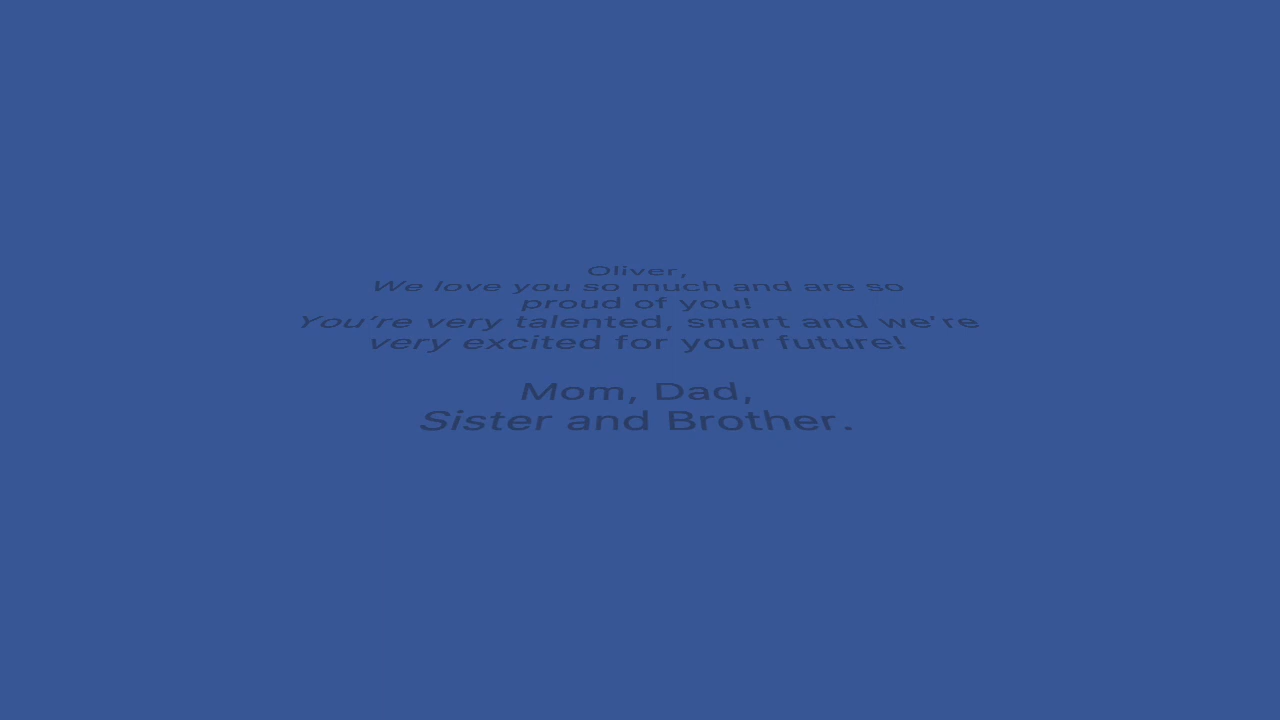 Oliver,
We love you so much and are so
proud of you!
You're very talented, smart and we're
very excited for your future!
Mom, Dad,
Sister and Brother.